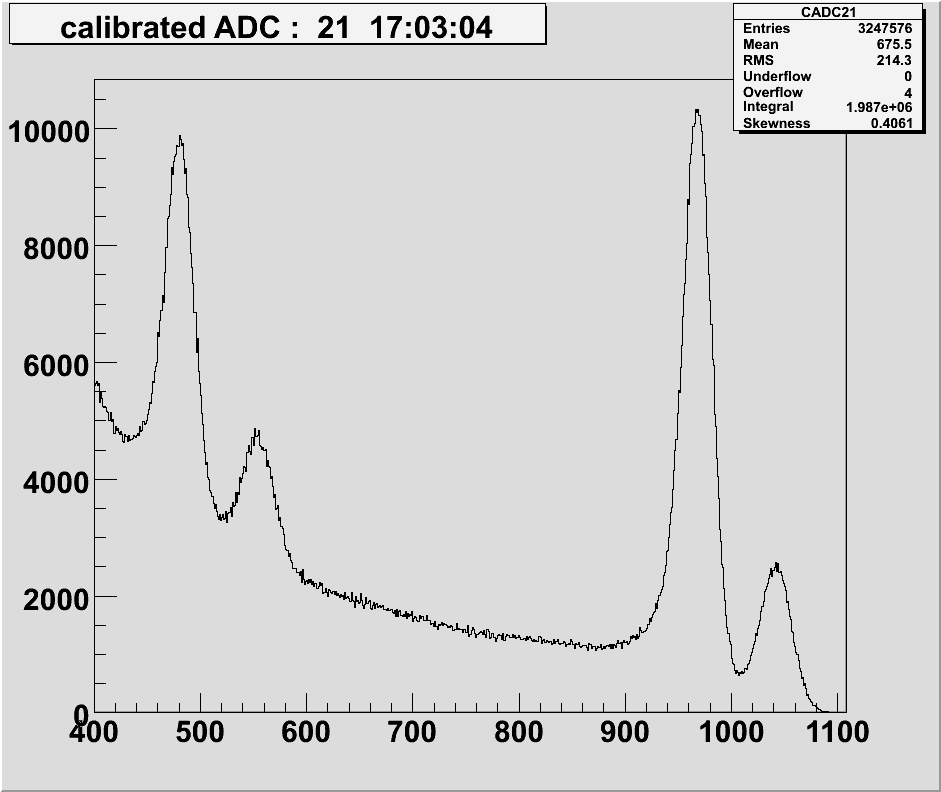 calibrated ADC : 21 17:03:04
CADC21
Entries 3247576
Mean 675.5
RMS 214.3
Underflow 0
Overflow 4
Integral 1.987e+06
Skewness 0.4061
10000
8000
6000
4000
2000
0
400 500 600 700 800 900 1000 1100